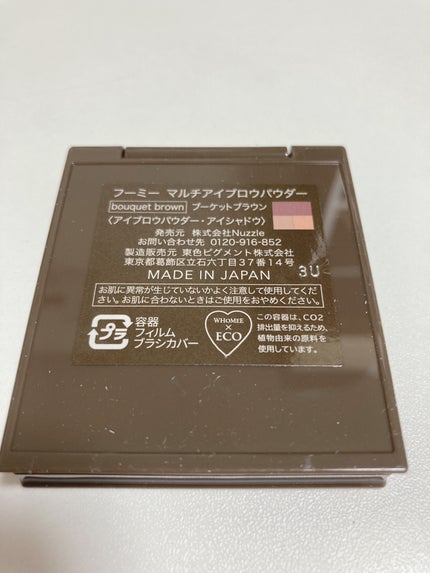 フーミー マルチアイブロウパウダー
bouquet brown ブーケットブラウン
〈アイブロウパウダー・アイシャドウ〉
発売元 株式会社Nuzzle
お問い合わせ先 0120-916-852
製造販売元 東色ピグメント株式会社
東京都葛飾区立石六丁目37番14号
MADE IN JAPAN
3U
お肌に異常が生じていないかよく注意して使用してくだ
さい。お肌に合わないときはご使用をおやめください。
プラ
容器
フィルム
ブラシカバー
WHOMEE
×
ECO
この容器は、CO2
排出量を抑えるため、
植物由来の原料を
使用しています。